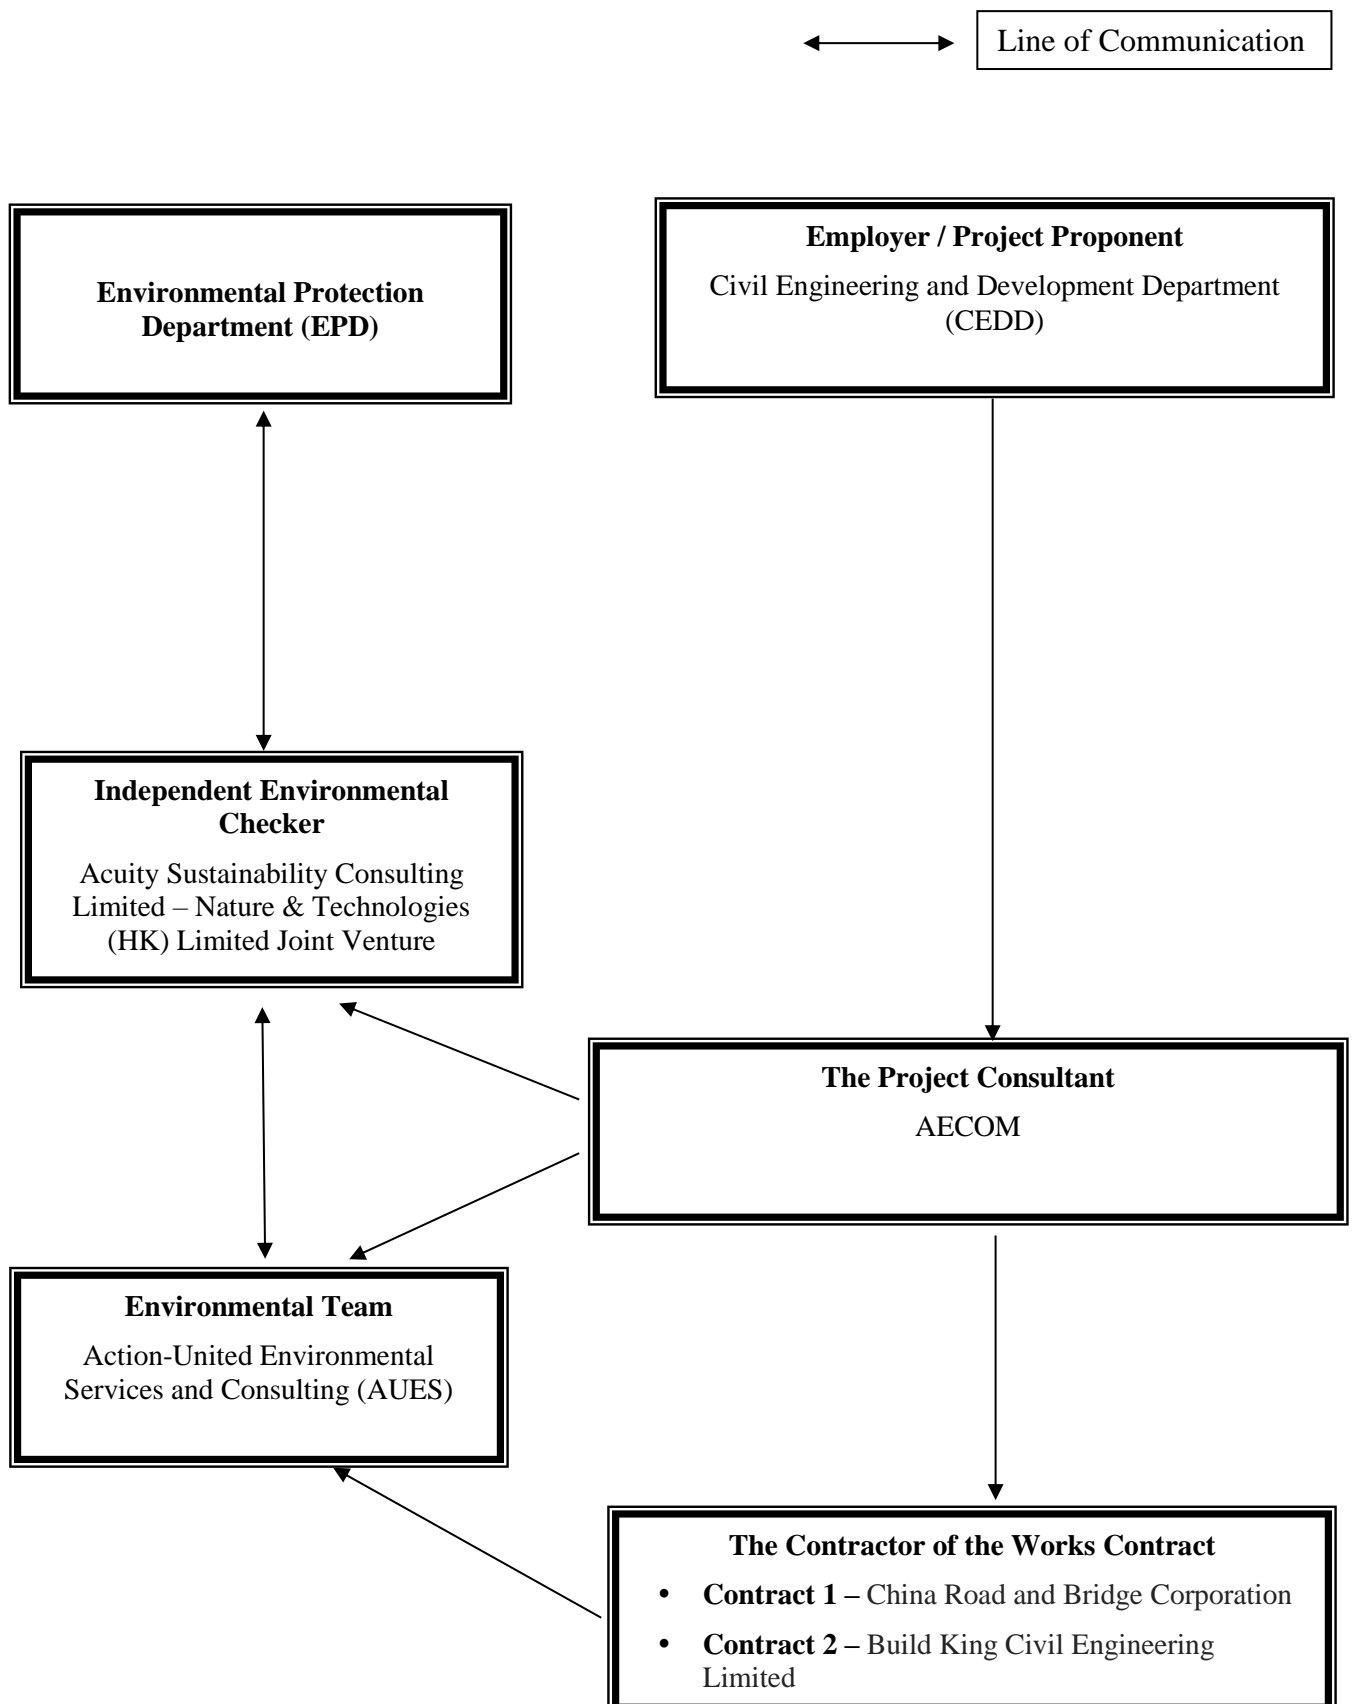 Line of Communication
Environmental Protection
Department (EPD)
Employer / Project Proponent
Civil Engineering and Development Department
(CEDD)
Independent Environmental
Checker
Acuity Sustainability Consulting
Limited – Nature & Technologies
(HK) Limited Joint Venture
The Project Consultant
AECOM
Environmental Team
Action-United Environmental
Services and Consulting (AUES)
The Contractor of the Works Contract
• Contract 1 – China Road and Bridge Corporation
• Contract 2 – Build King Civil Engineering
Limited